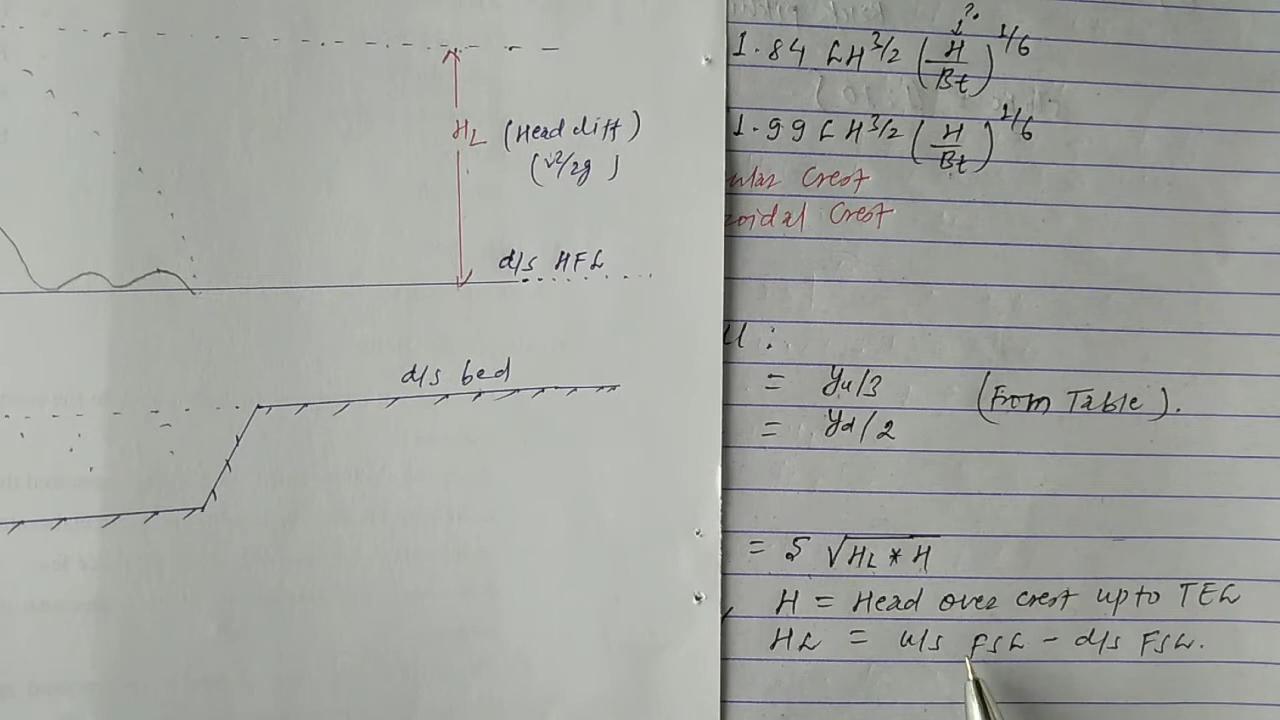 HL (Head diff)
(v²/2g)
d/s HFL
d/s bed
?.
1.84 LH^3/2 (H/Bt)^1/6
1.99 LH^3/2 (H/Bt)^1/6
ular Crest
zoidal Crest
:
= yu/3 (From Table).
= yd/2
= 5 √HL * H
H = Head over crest upto TEL
HL = u/s FSL - d/s FSL.